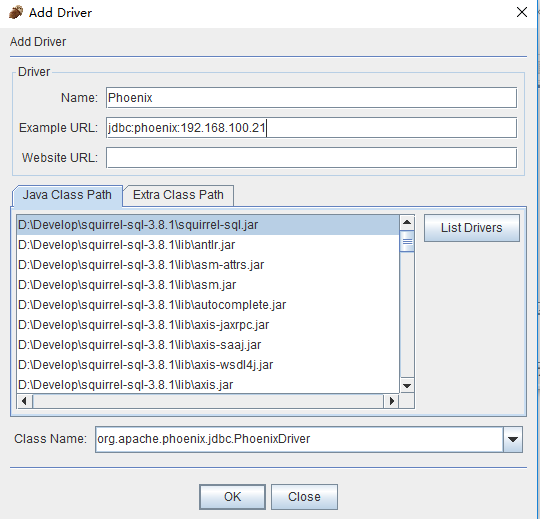 Add Driver
Add Driver
Driver
Name: Phoenix
Example URL: jdbc:phoenix:192.168.100.21
Website URL:
Java Class Path Extra Class Path
D:\Develop\squirrel-sql-3.8.1\squirrel-sql.jar
List Drivers
D:\Develop\squirrel-sql-3.8.1\lib\antlr.jar
D:\Develop\squirrel-sql-3.8.1\lib\asm-attrs.jar
D:\Develop\squirrel-sql-3.8.1\lib\asm.jar
D:\Develop\squirrel-sql-3.8.1\lib\autocomplete.jar
D:\Develop\squirrel-sql-3.8.1\lib\axis-jaxrpc.jar
D:\Develop\squirrel-sql-3.8.1\lib\axis-saaj.jar
D:\Develop\squirrel-sql-3.8.1\lib\axis-wsdl4j.jar
D:\Develop\squirrel-sql-3.8.1\lib\axis.jar
Class Name: org.apache.phoenix.jdbc.PhoenixDriver
OK Close